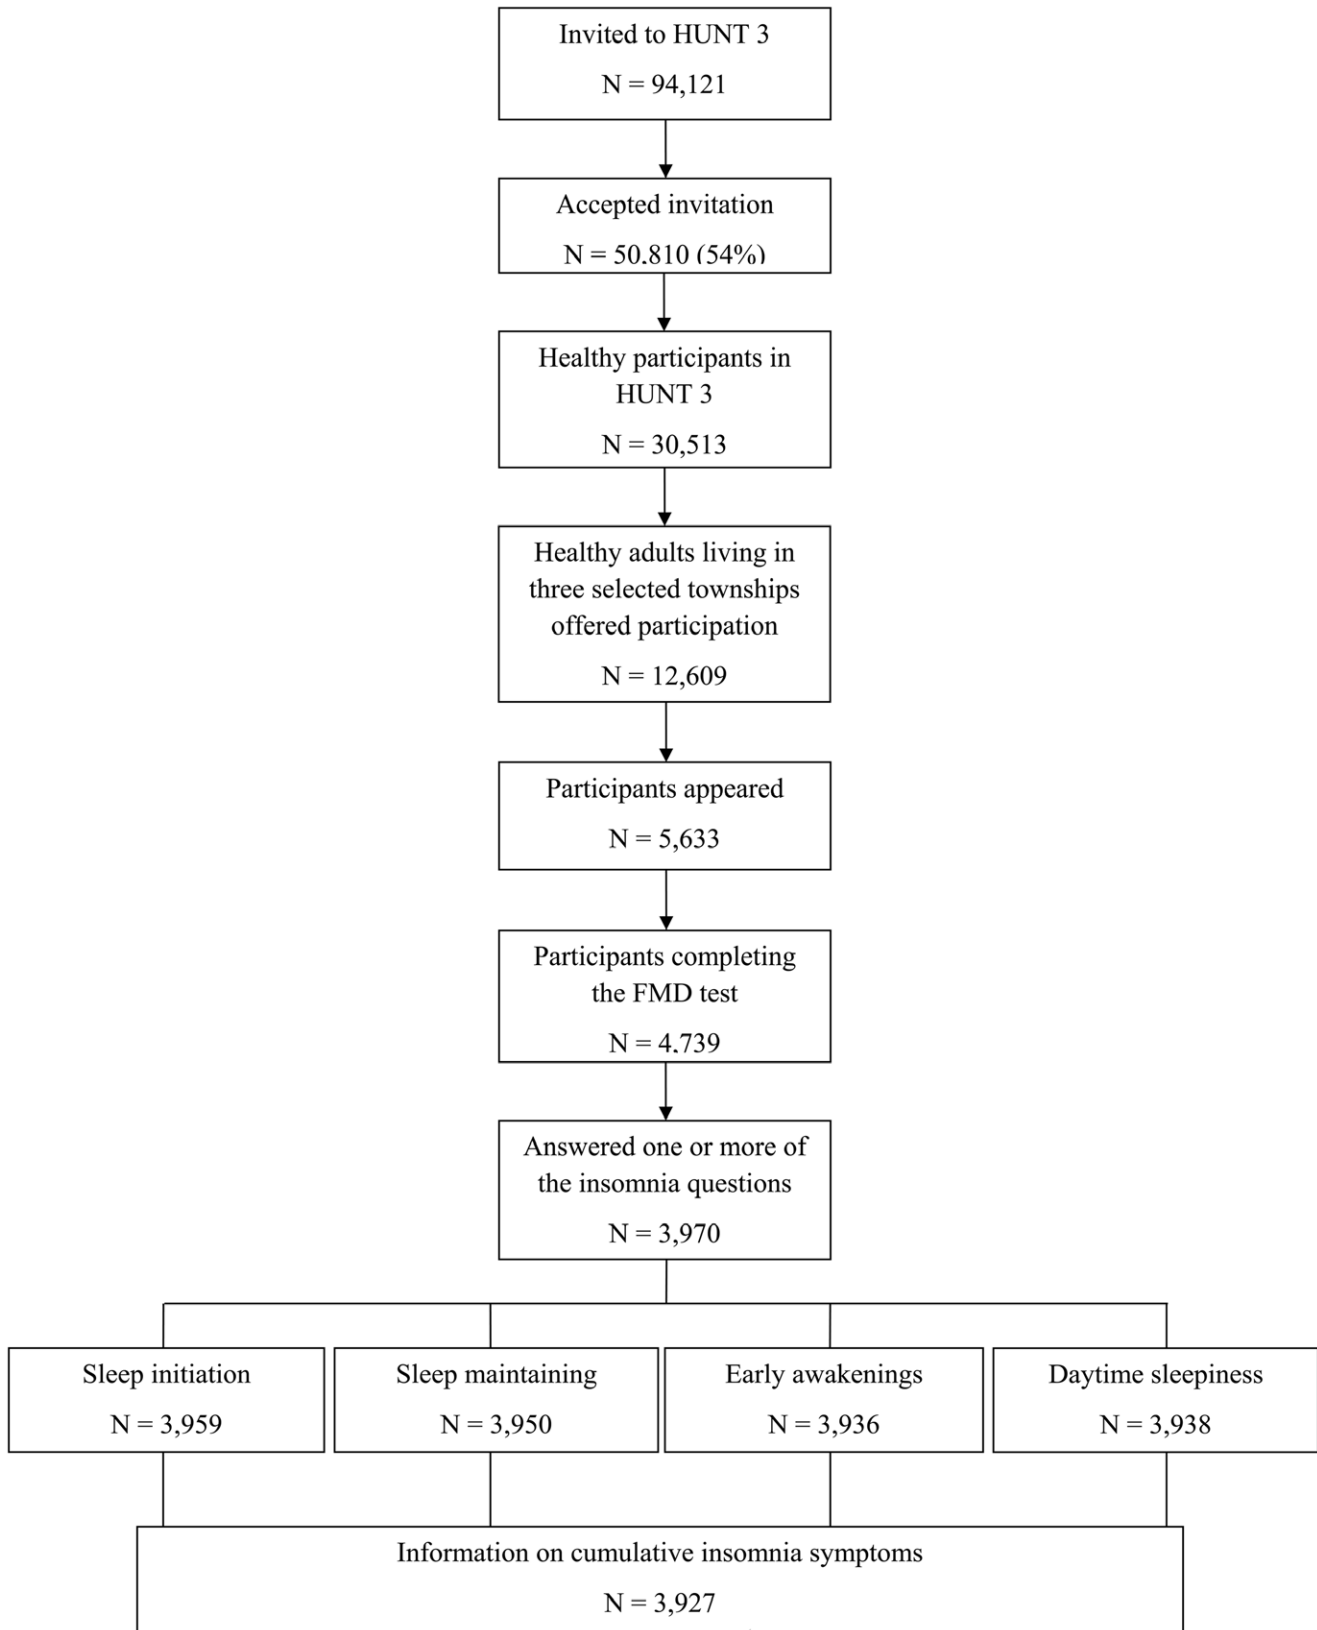 Invited to HUNT 3
N = 94,121
Accepted invitation
N = 50,810 (54%)
Healthy participants in
HUNT 3
N = 30,513
Healthy adults living in
three selected townships
offered participation
N = 12,609
Participants appeared
N = 5,633
Participants completing
the FMD test
N = 4,739
Answered one or more of
the insomnia questions
N = 3,970
Sleep initiation
N = 3,959
Sleep maintaining
N = 3,950
Early awakenings
N = 3,936
Daytime sleepiness
N = 3,938
Information on cumulative insomnia symptoms
N = 3,927